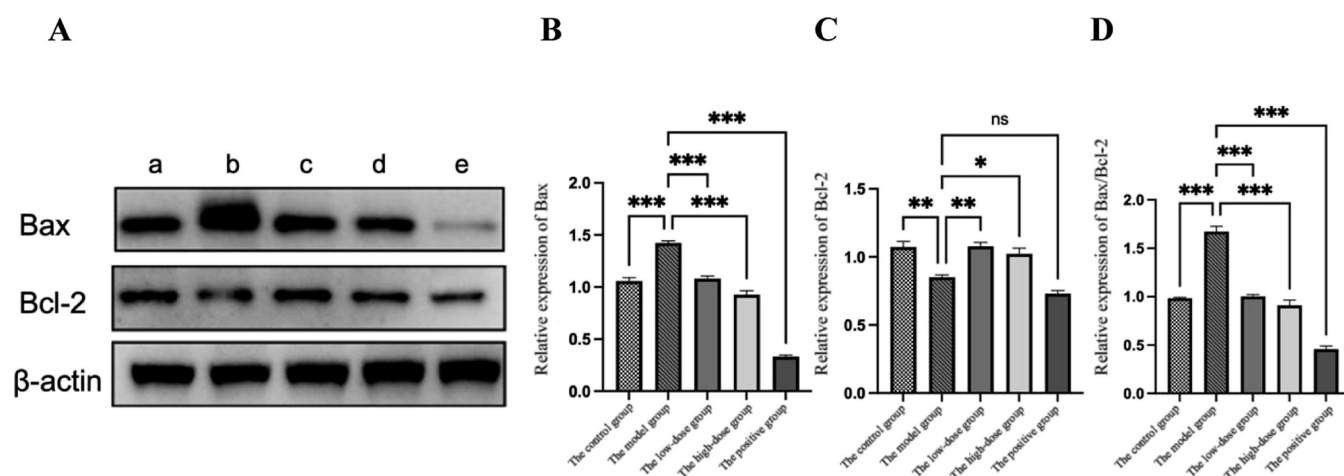 A
a b c d e
Bax
Bcl-2
β-actin
B
Relative expression of Bax
2.0
1.5
1.0
0.5
0.0
***
***
***
***
The control group
The model group
The low-dose group
The high-dose group
The positive group
C
Relative expression of Bcl-2
1.5
1.0
0.5
0.0
ns
*
**
**
The control group
The model group
The low-dose group
The high-dose group
The positive group
D
Relative expression of Bax/Bcl-2
2.0
1.5
1.0
0.5
0.0
***
***
***
***
The control group
The model group
The low-dose group
The high-dose group
The positive group